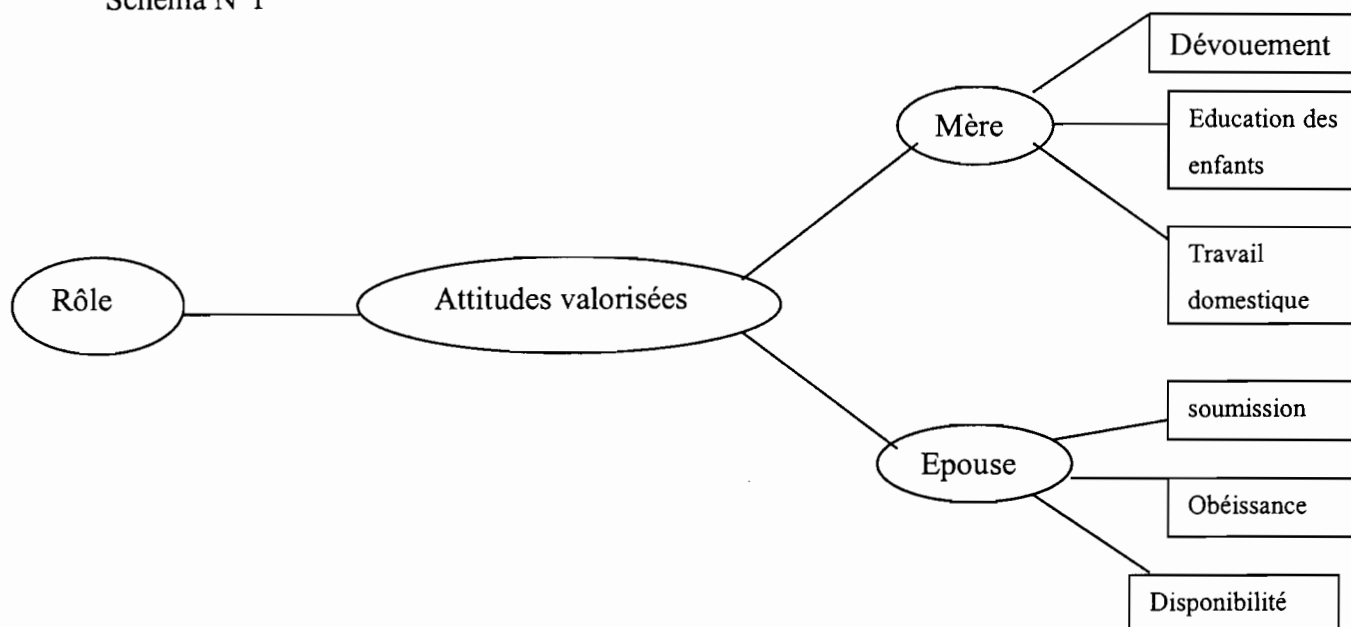 Schéma N°1
Dévouement
Mère
Education des
enfants
Travail
domestique
Rôle
Attitudes valorisées
soumission
Epouse
Obéissance
Disponibilité